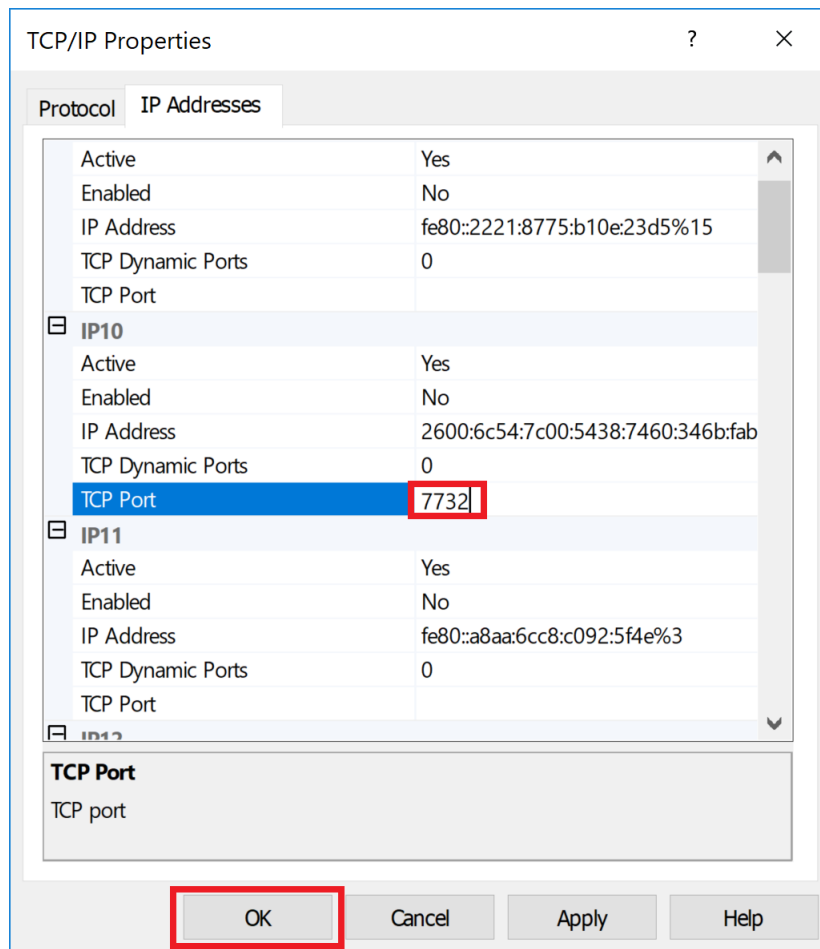 TCP/IP Properties ? ×
Protocol IP Addresses
Active Yes
Enabled No
IP Address fe80::2221:8775:b10e:23d5%15
TCP Dynamic Ports 0
TCP Port
IP10
Active Yes
Enabled No
IP Address 2600:6c54:7c00:5438:7460:346b:fab
TCP Dynamic Ports 0
TCP Port 7732
IP11
Active Yes
Enabled No
IP Address fe80::a8aa:6cc8:c092:5f4e%3
TCP Dynamic Ports 0
TCP Port
IP12
TCP Port
TCP port
OK Cancel Apply Help